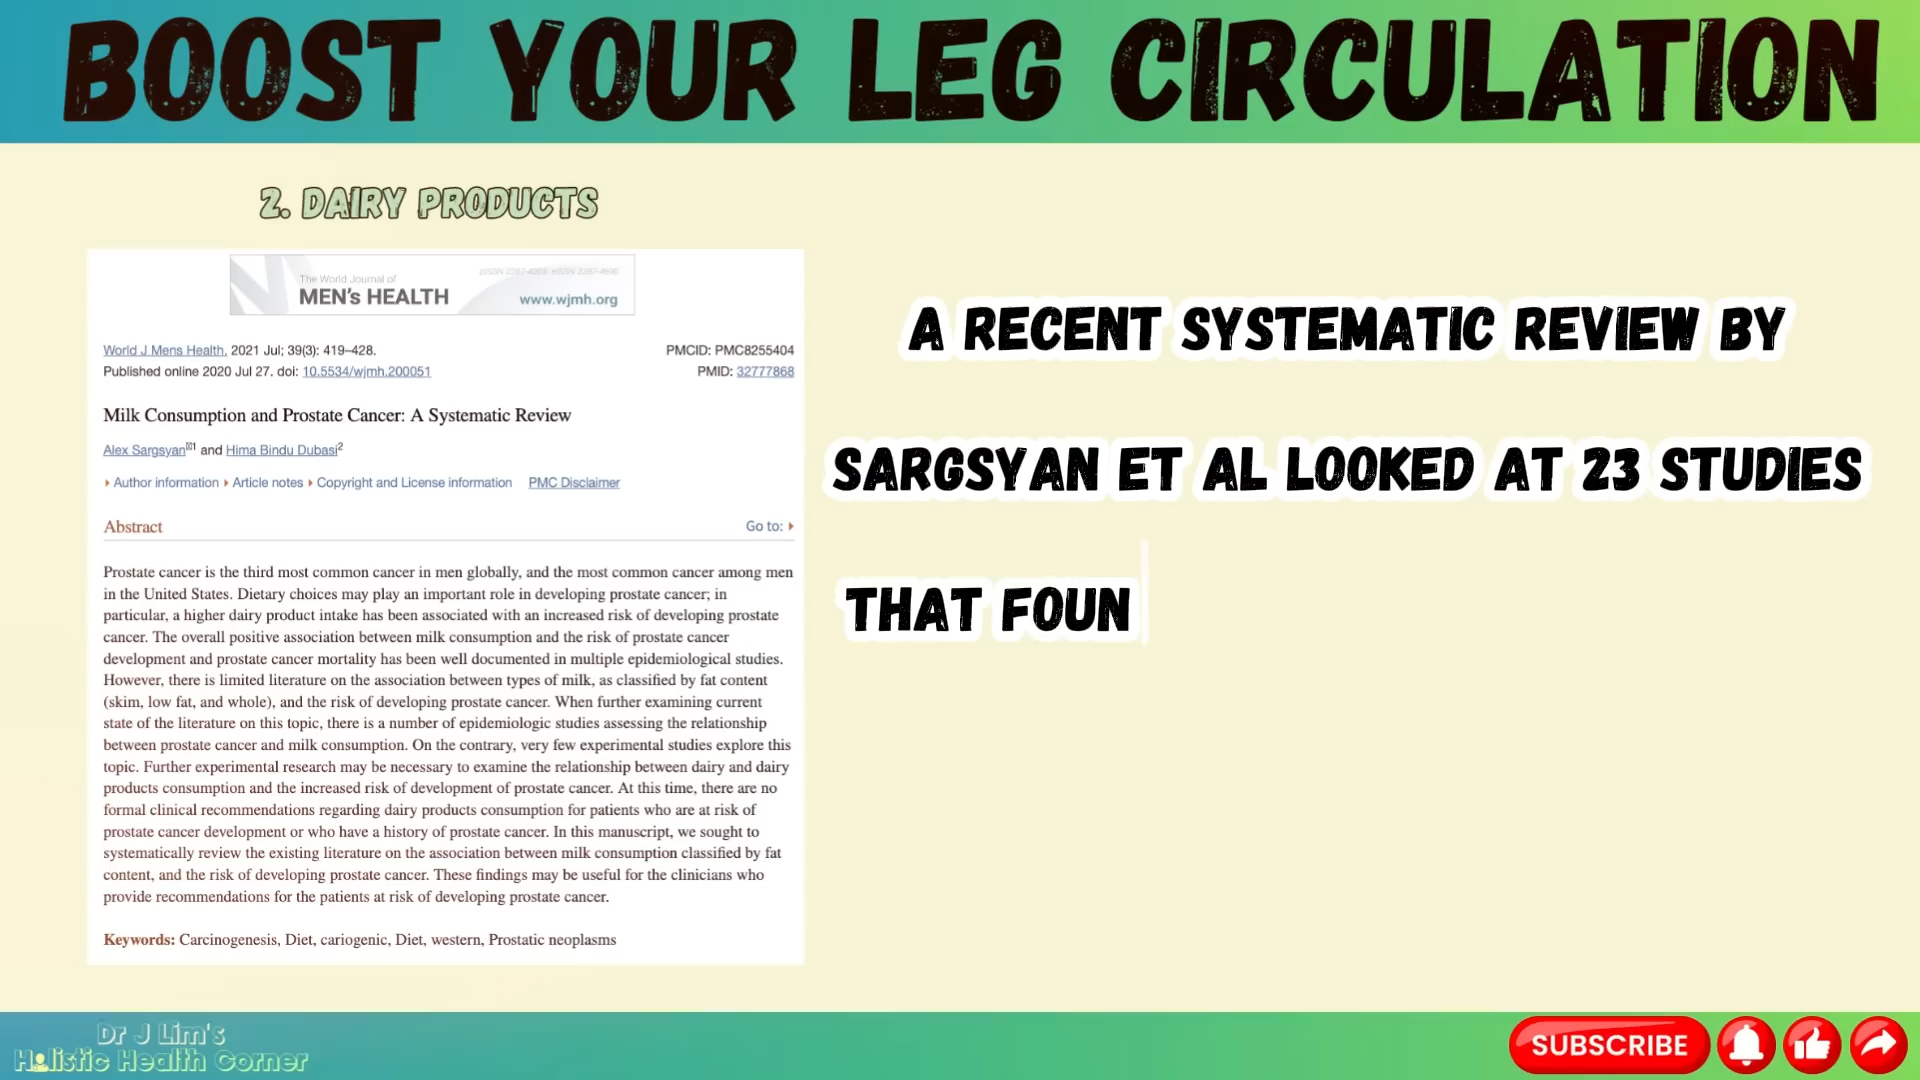 BOOST YOUR LEG CIRCULATION
2. DAIRY PRODUCTS
The World Journal of
MEN's HEALTH
pISSN 2287-4208 eISSN 2287-4690
www.wjmh.org
World J Mens Health. 2021 Jul; 39(3): 419–428.
PMCID: PMC8255404
Published online 2020 Jul 27. doi: 10.5534/wjmh.200051
PMID: 32777868
Milk Consumption and Prostate Cancer: A Systematic Review
Alex Sargsyan1 and Hima Bindu Dubasi2
Author information Article notes Copyright and License information PMC Disclaimer
Abstract
Go to:
Prostate cancer is the third most common cancer in men globally, and the most common cancer among men
in the United States. Dietary choices may play an important role in developing prostate cancer; in
particular, a higher dairy product intake has been associated with an increased risk of developing prostate
cancer. The overall positive association between milk consumption and the risk of prostate cancer
development and prostate cancer mortality has been well documented in multiple epidemiological studies.
However, there is limited literature on the association between types of milk, as classified by fat content
(skim, low fat, and whole), and the risk of developing prostate cancer. When further examining current
state of the literature on this topic, there is a number of epidemiologic studies assessing the relationship
between prostate cancer and milk consumption. On the contrary, very few experimental studies explore this
topic. Further experimental research may be necessary to examine the relationship between dairy and dairy
products consumption and the increased risk of development of prostate cancer. At this time, there are no
formal clinical recommendations regarding dairy products consumption for patients who are at risk of
prostate cancer development or who have a history of prostate cancer. In this manuscript, we sought to
systematically review the existing literature on the association between milk consumption classified by fat
content, and the risk of developing prostate cancer. These findings may be useful for the clinicians who
provide recommendations for the patients at risk of developing prostate cancer.
Keywords: Carcinogenesis, Diet, cariogenic, Diet, western, Prostatic neoplasms
A RECENT SYSTEMATIC REVIEW BY
SARGSYAN ET AL LOOKED AT 23 STUDIES
THAT FOUN
Dr J Lim's
Holistic Health Corner
SUBSCRIBE